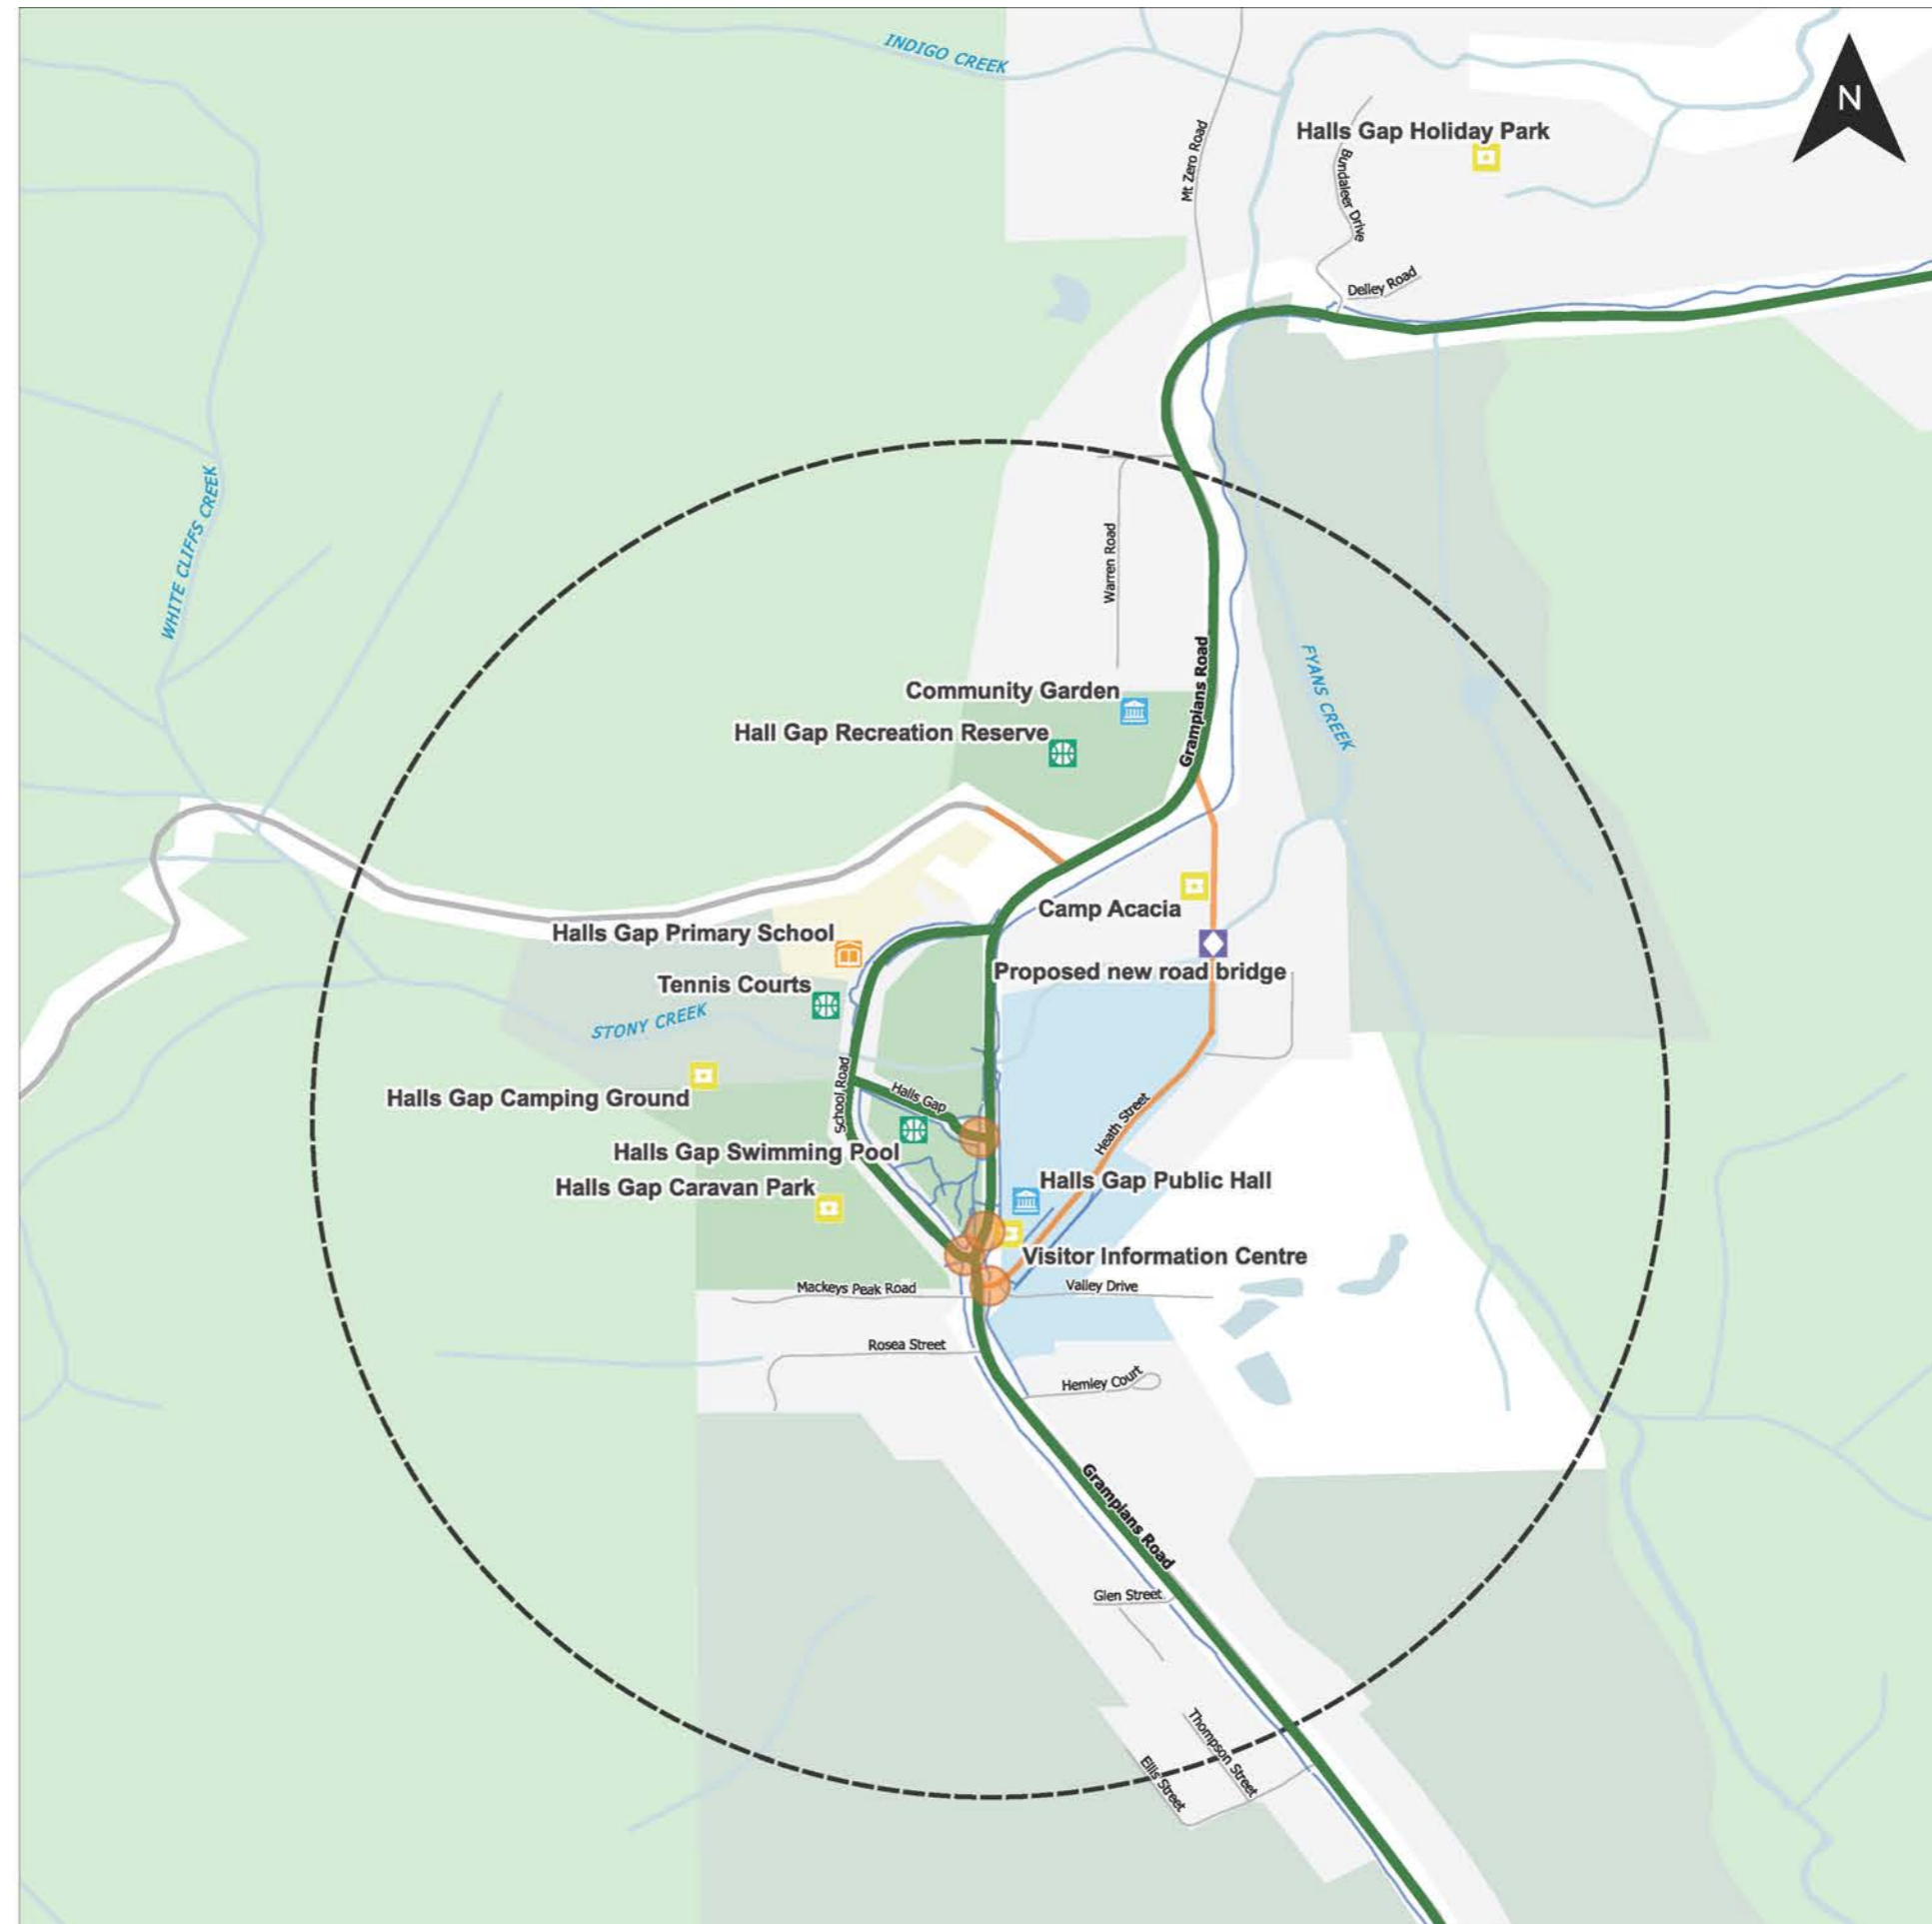 INDIGO CREEK
N
Halls Gap Holiday Park
Mt Zero Road
Bundaleer Drive
Delley Road
WHITE CLIFFS CREEK
Warren Road
Grampians Road
FYANS CREEK
Community Garden
Hall Gap Recreation Reserve
Camp Acacia
Halls Gap Primary School
Proposed new road bridge
Tennis Courts
STONY CREEK
School Road
Halls Gap
Halls Gap Camping Ground
Heath Street
Halls Gap Swimming Pool
Halls Gap Public Hall
Halls Gap Caravan Park
Visitor Information Centre
Mackeys Peak Road
Valley Drive
Rosea Street
Hemley Court
Grampians Road
Glen Street
Thompson Street
Ellis Street